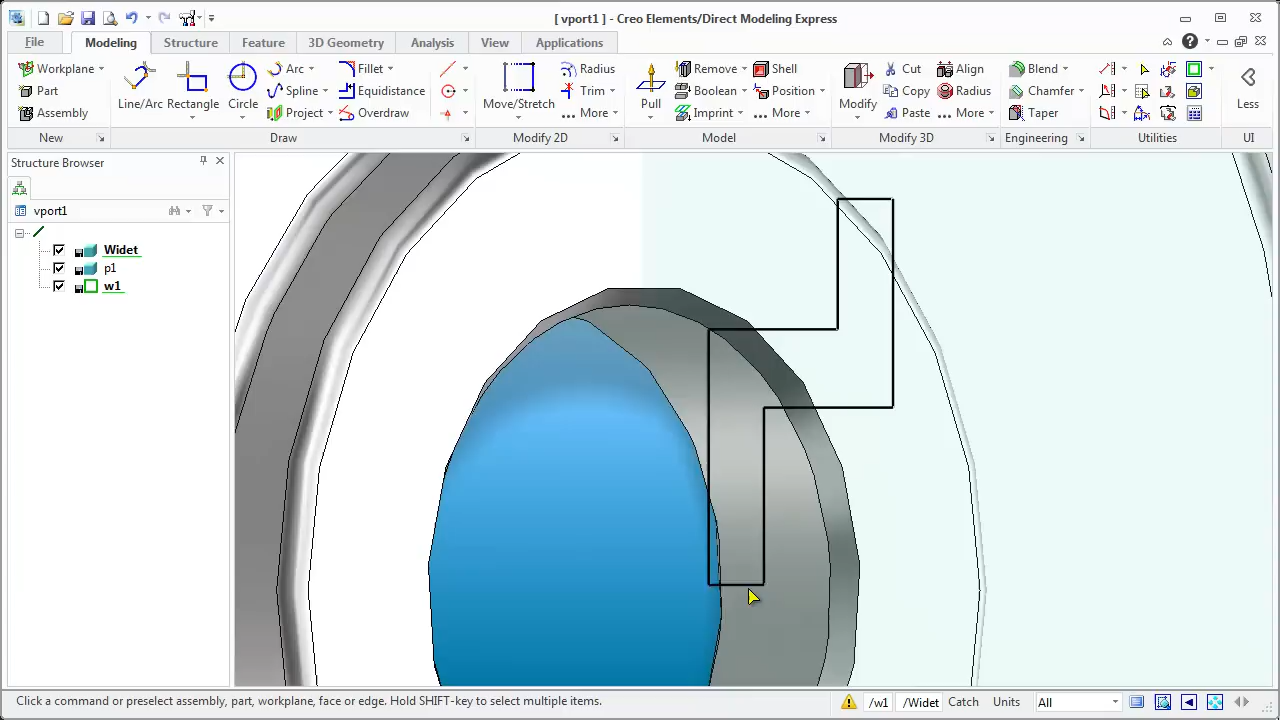 [ vport1 ] - Creo Elements/Direct Modeling Express
File Modeling Structure Feature 3D Geometry Analysis View Applications
Workplane Line/Arc Rectangle Circle Arc Fillet Move/Stretch Radius Pull Remove Shell Modify Cut Align Blend Less
Part Spline Equidistance Trim Boolean Position Copy Radius Chamfer
Assembly Project Overdraw ... More Imprint ... More Paste ... More Taper
New Draw Modify 2D Model Modify 3D Engineering Utilities UI
Structure Browser
vport1
Widet
p1
w1
Click a command or preselect assembly, part, workplane, face or edge. Hold SHIFT-key to select multiple items. /w1 /Widet Catch Units All